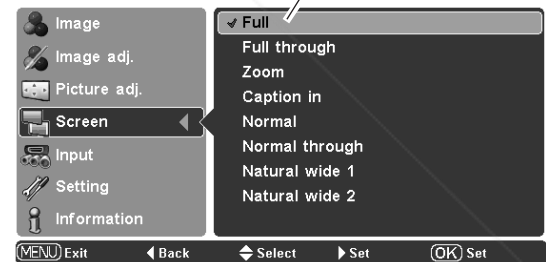 Image
Image adj.
Picture adj.
Screen
Input
Setting
Information
Full
Full through
Zoom
Caption in
Normal
Normal through
Natural wide 1
Natural wide 2
MENU Exit Back Select Set OK Set